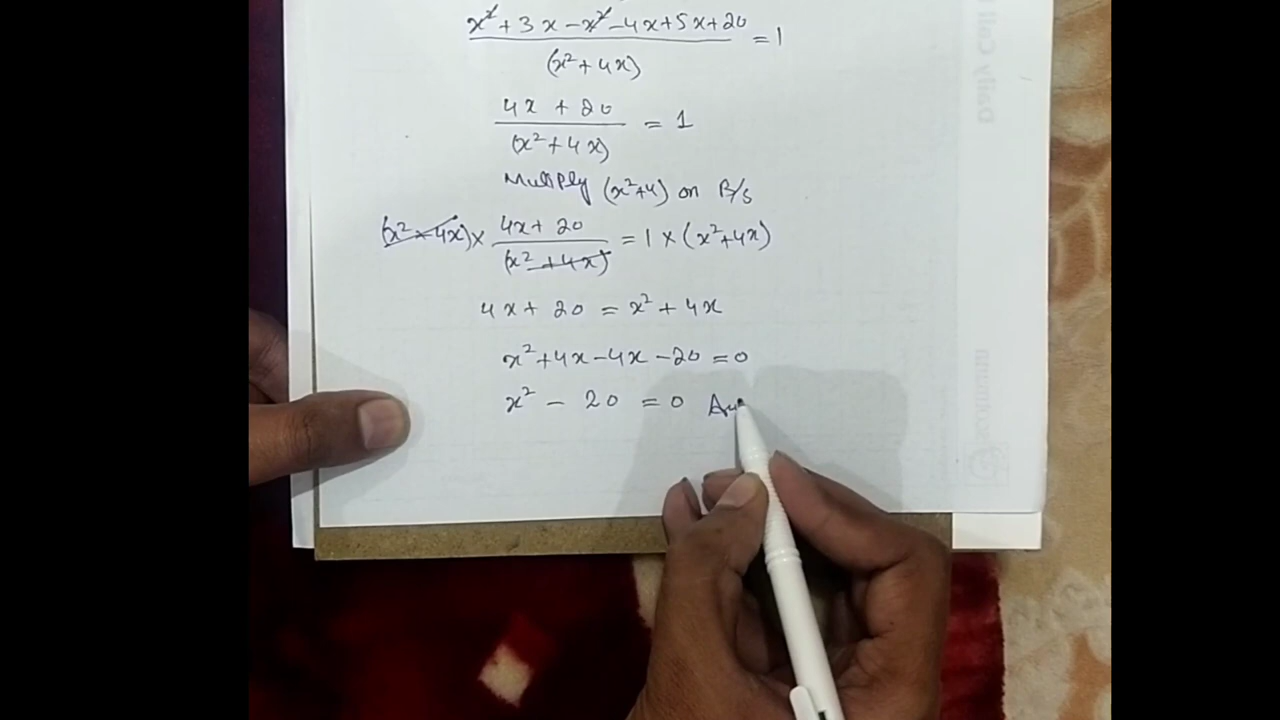 x² + 3x - x² - 4x + 5x + 20 / (x² + 4x) = 1
4x + 20 / (x² + 4x) = 1
Multiply (x²+4) on B/s
(x² + 4x) × 4x + 20 / (x² + 4x) = 1 × (x² + 4x)
4x + 20 = x² + 4x
x² + 4x - 4x - 20 = 0
x² - 20 = 0